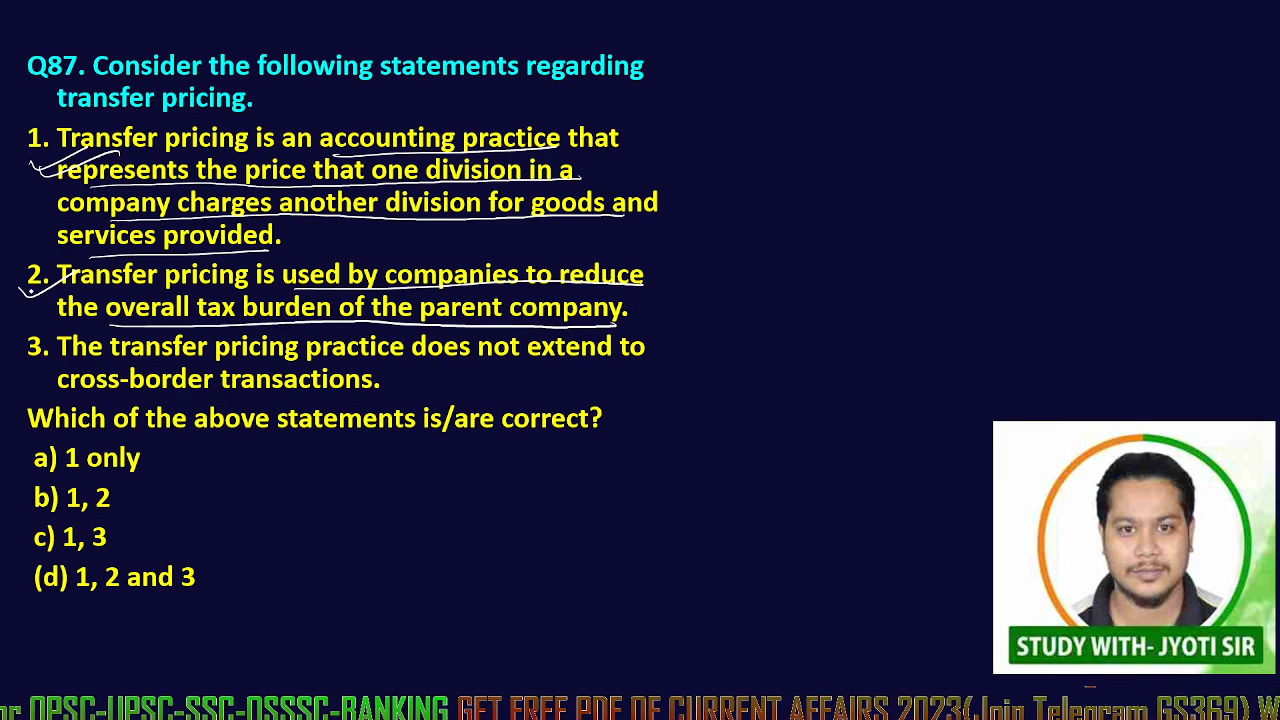 Q87. Consider the following statements regarding
transfer pricing.
1. Transfer pricing is an accounting practice that
represents the price that one division in a
company charges another division for goods and
services provided.
2. Transfer pricing is used by companies to reduce
the overall tax burden of the parent company.
3. The transfer pricing practice does not extend to
cross-border transactions.
Which of the above statements is/are correct?
a) 1 only
b) 1, 2
c) 1, 3
(d) 1, 2 and 3
STUDY WITH- JYOTI SIR
OPSC-UPSC-SSC-OSSSC-BANKING GET FREE PDF OF CURRENT AFFAIRS 2023(Join Telegram GS369)